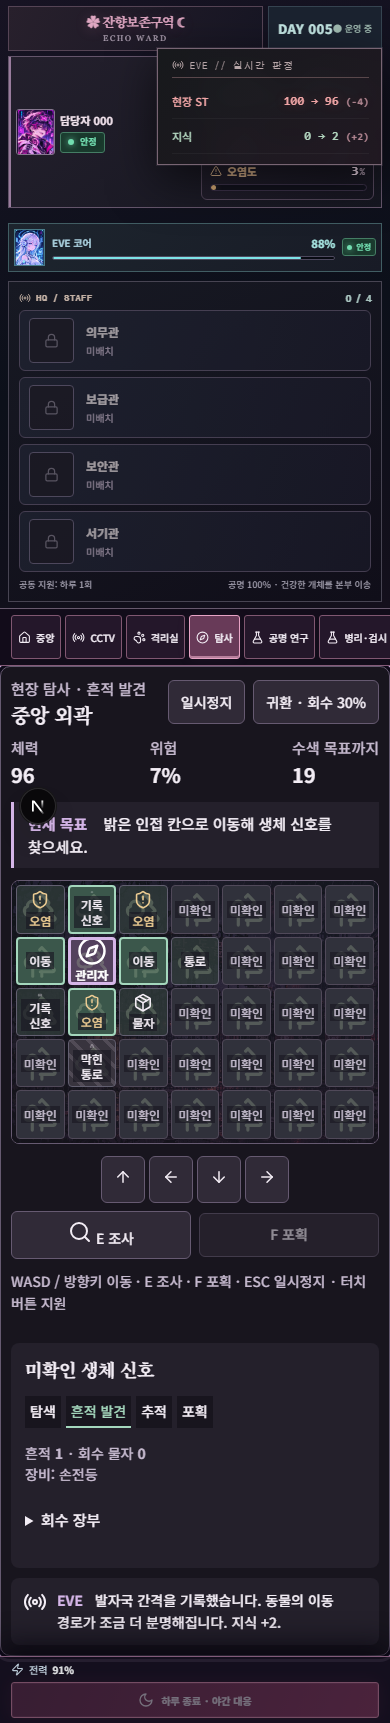 잔향보존구역
ECHO WARD
DAY 005 운영 중
EVE // 실시간 판정
현장 ST 100 → 96 (-4)
지식 0 → 2 (+2)
담당자 000
안정
오염도 3%
EVE 코어 88% 안정
HQ / STAFF 0 / 4
의무관
미배치
보급관
미배치
보안관
미배치
서기관
미배치
공동 지원: 하루 1회 공명 100% · 건강한 개체를 본부 이송
중앙 CCTV 격리실 탐사 공명 연구 병리·검시
현장 탐사 · 흔적 발견
중앙 외곽
일시정지 귀환 · 회수 30%
체력 위험 수색 목표까지
96 7% 19
목표 밝은 인접 칸으로 이동해 생체 신호를
찾으세요.
오염 기록 신호 오염 미확인 미확인 미확인 미확인
이동 관리자 이동 통로 미확인 미확인 미확인
기록 신호 오염 물자 미확인 미확인 미확인 미확인
미확인 막힌 통로 미확인 미확인 미확인 미확인 미확인
미확인 미확인 미확인 미확인 미확인 미확인 미확인
↑ ← ↓ →
E 조사 F 포획
WASD / 방향키 이동 · E 조사 · F 포획 · ESC 일시정지 · 터치
버튼 지원
미확인 생체 신호
탐색 흔적 발견 추적 포획
흔적 1 · 회수 물자 0
장비: 손전등
▶ 회수 장부
EVE 발자국 간격을 기록했습니다. 동물의 이동
경로가 조금 더 분명해집니다. 지식 +2.
전력 91%
하루 종료 · 야간 대응